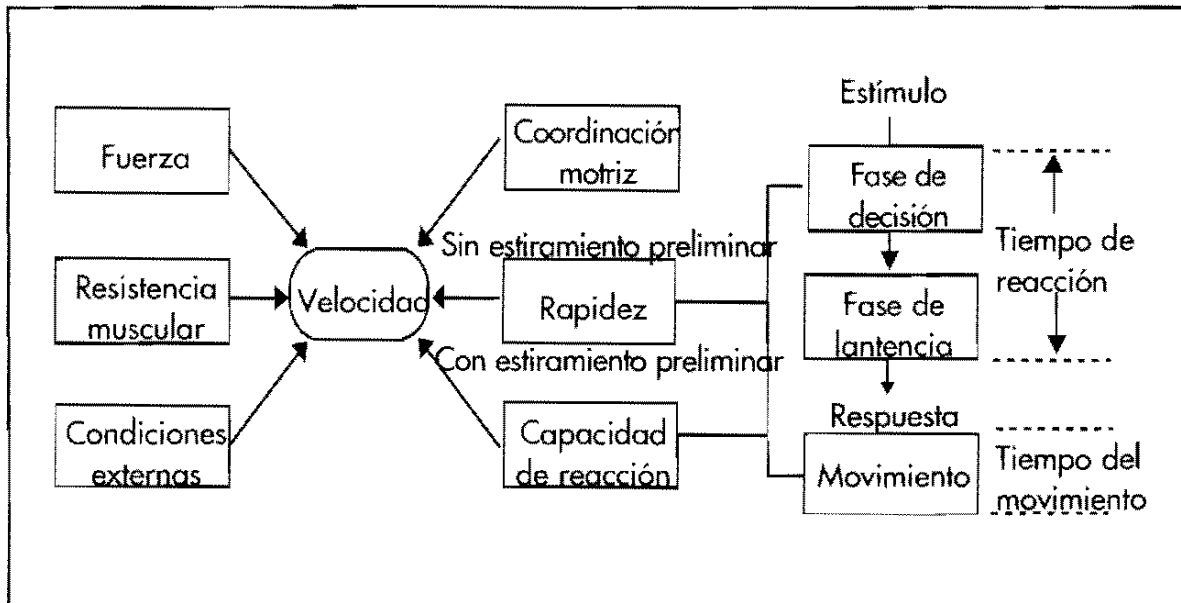 Fuerza
Resistencia
muscular
Condiciones
externas
Velocidad
Coordinación
motriz
Sin estiramiento preliminar
Rapidez
Con estiramiento preliminar
Capacidad
de reacción
Estímulo
Fase de
decisión
Fase de
lantencia
Respuesta
Movimiento
Tiempo de
reacción
Tiempo del
movimiento